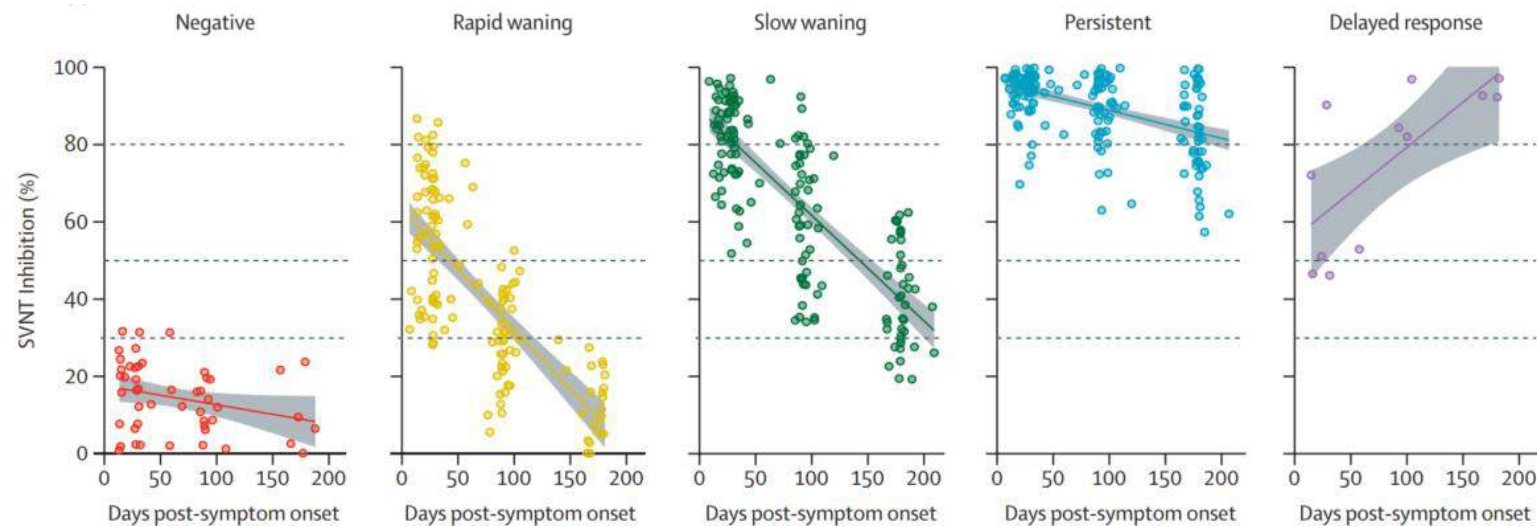 Negative
Rapid waning
Slow waning
Persistent
Delayed response
SVNT Inhibition (%)
100
80
60
40
20
0
0 50 100 150 200
0 50 100 150 200
0 50 100 150 200
0 50 100 150 200
0 50 100 150 200
Days post-symptom onset
Days post-symptom onset
Days post-symptom onset
Days post-symptom onset
Days post-symptom onset